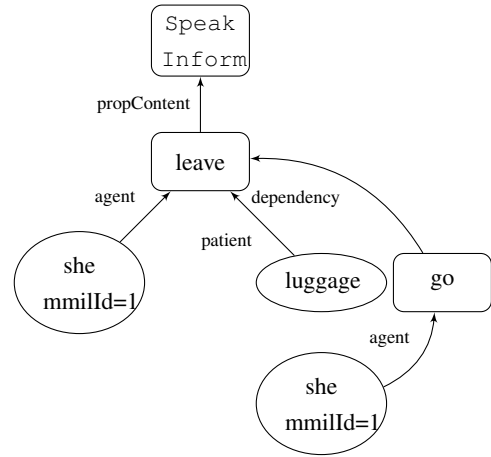 Speak
Inform
propContent
leave
agent
dependency
patient
she
mmilId=1
luggage
go
agent
she
mmilId=1